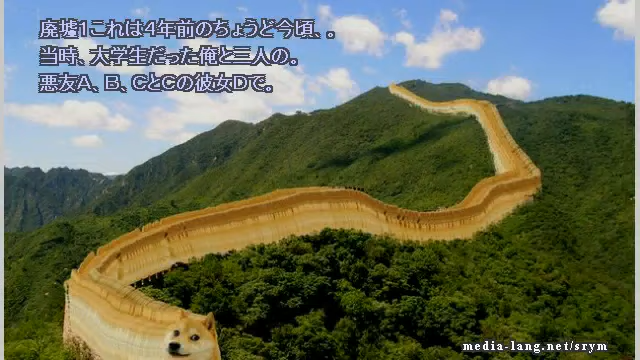 廃墟1これは4年前のちょうど今頃、。
当時、大学生だった俺と三人の。
悪友A、B、CとCの彼女Dで。
media-lang.net/srym